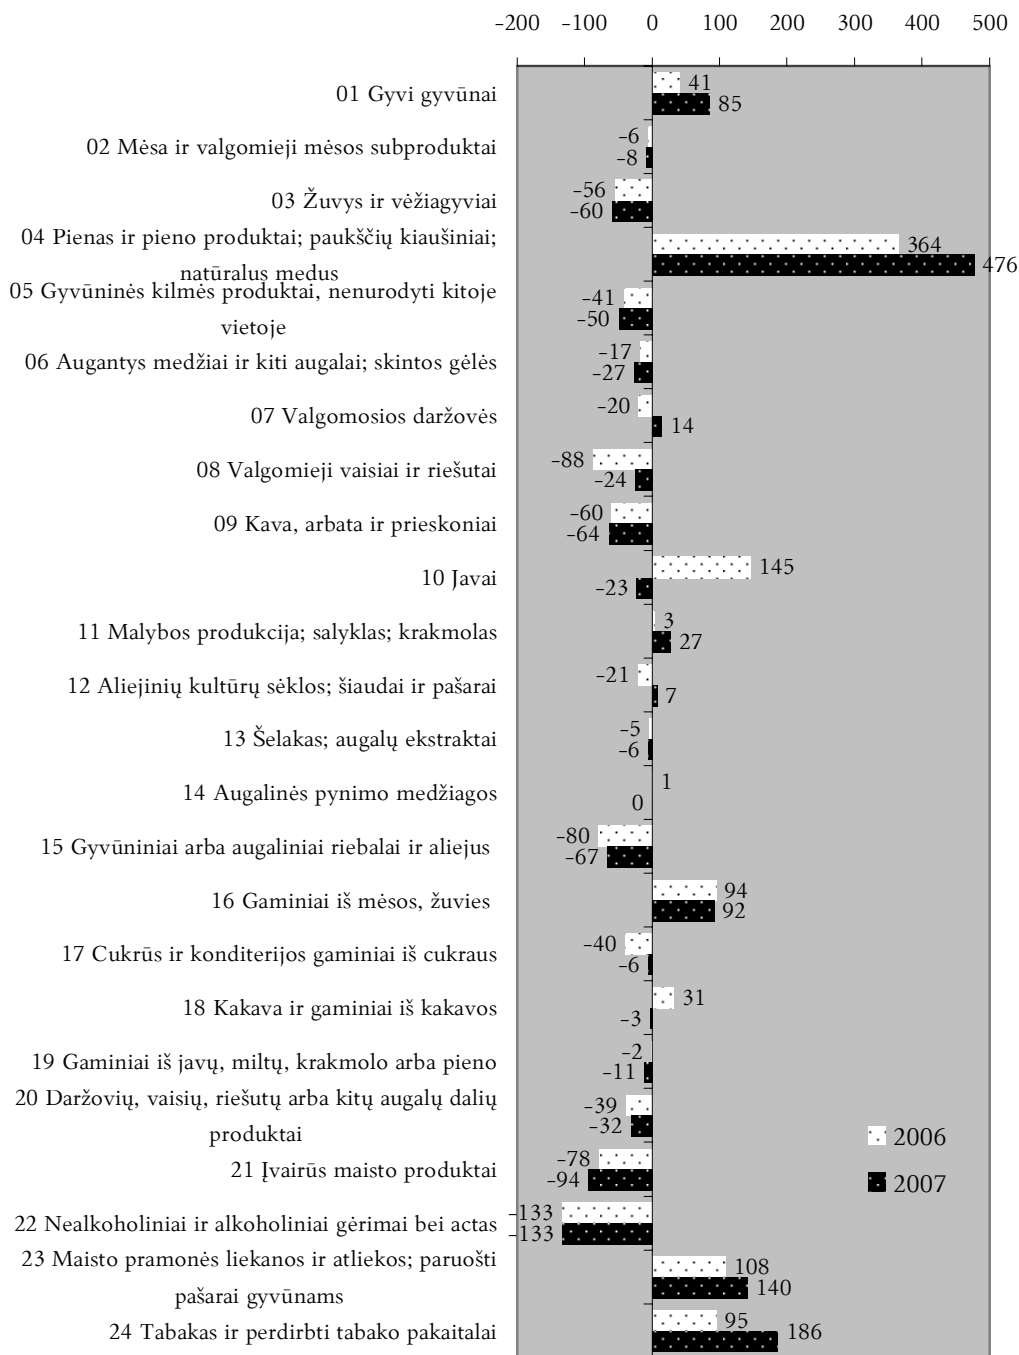 -200 -100 0 100 200 300 400 500
01 Gyvi gyvūnai
41
85
02 Mėsa ir valgomieji mėsos subproduktai
-6
-8
03 Žuvys ir vėžiagyviai
-56
-60
04 Pienas ir pieno produktai; paukščių kiaušiniai;
natūralus medus
364
476
05 Gyvūninės kilmės produktai, nenurodyti kitoje
vietoje
-41
-50
06 Augantys medžiai ir kiti augalai; skintos gėlės
-17
-27
07 Valgomosios daržovės
-20
14
08 Valgomieji vaisiai ir riešutai
-88
-24
09 Kava, arbata ir prieskoniai
-60
-64
10 Javai
145
-23
11 Malybos produkcija; salyklas; krakmolas
3
27
12 Aliejinių kultūrų sėklos; šiaudai ir pašarai
-21
7
13 Šelakas; augalų ekstraktai
-5
-6
14 Augalinės pynimo medžiagos
1
0
15 Gyvūniniai arba augaliniai riebalai ir aliejus
-80
-67
16 Gaminiai iš mėsos, žuvies
94
92
17 Cukrūs ir konditerijos gaminiai iš cukraus
-40
-6
18 Kakava ir gaminiai iš kakavos
31
-3
19 Gaminiai iš javų, miltų, krakmolo arba pieno
-2
-11
20 Daržovių, vaisių, riešutų arba kitų augalų dalių
produktai
-39
-32
21 Įvairūs maisto produktai
-78
-94
22 Nealkoholiniai ir alkoholiniai gėrimai bei actas
-133
-133
23 Maisto pramonės liekanos ir atliekos; paruošti
pašarai gyvūnams
108
140
24 Tabakas ir perdirbti tabako pakaitalai
95
186
2006
2007